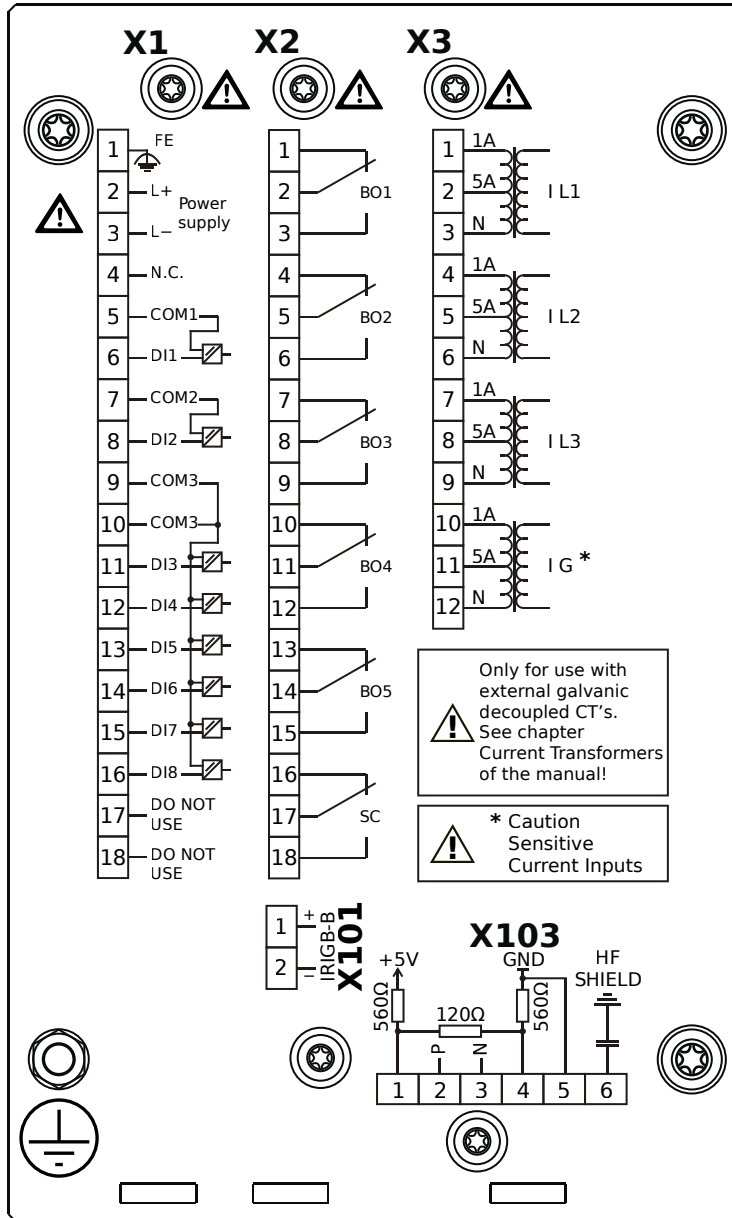 X1
X2
X3
1 FE
2 L+
Power
supply
3 L−
4 N.C.
5 COM1
6 DI1
7 COM2
8 DI2
9 COM3
10 COM3
11 DI3
12 DI4
13 DI5
14 DI6
15 DI7
16 DI8
17 DO NOT
USE
18 DO NOT
USE
1
2 BO1
3
4
5 BO2
6
7
8 BO3
9
10
11 BO4
12
13
14 BO5
15
16
17 SC
18
1 1A
2 5A I L1
3 N
4 1A
5 5A I L2
6 N
7 1A
8 5A I L3
9 N
10 1A
11 5A I G *
12 N
Only for use with
external galvanic
decoupled CT's.
See chapter
Current Transformers
of the manual!
* Caution
Sensitive
Current Inputs
1 +
2 −
IRIGB-B
X101
X103
+5V
GND
HF
SHIELD
560Ω
120Ω
560Ω
P
N
1 2 3 4 5 6